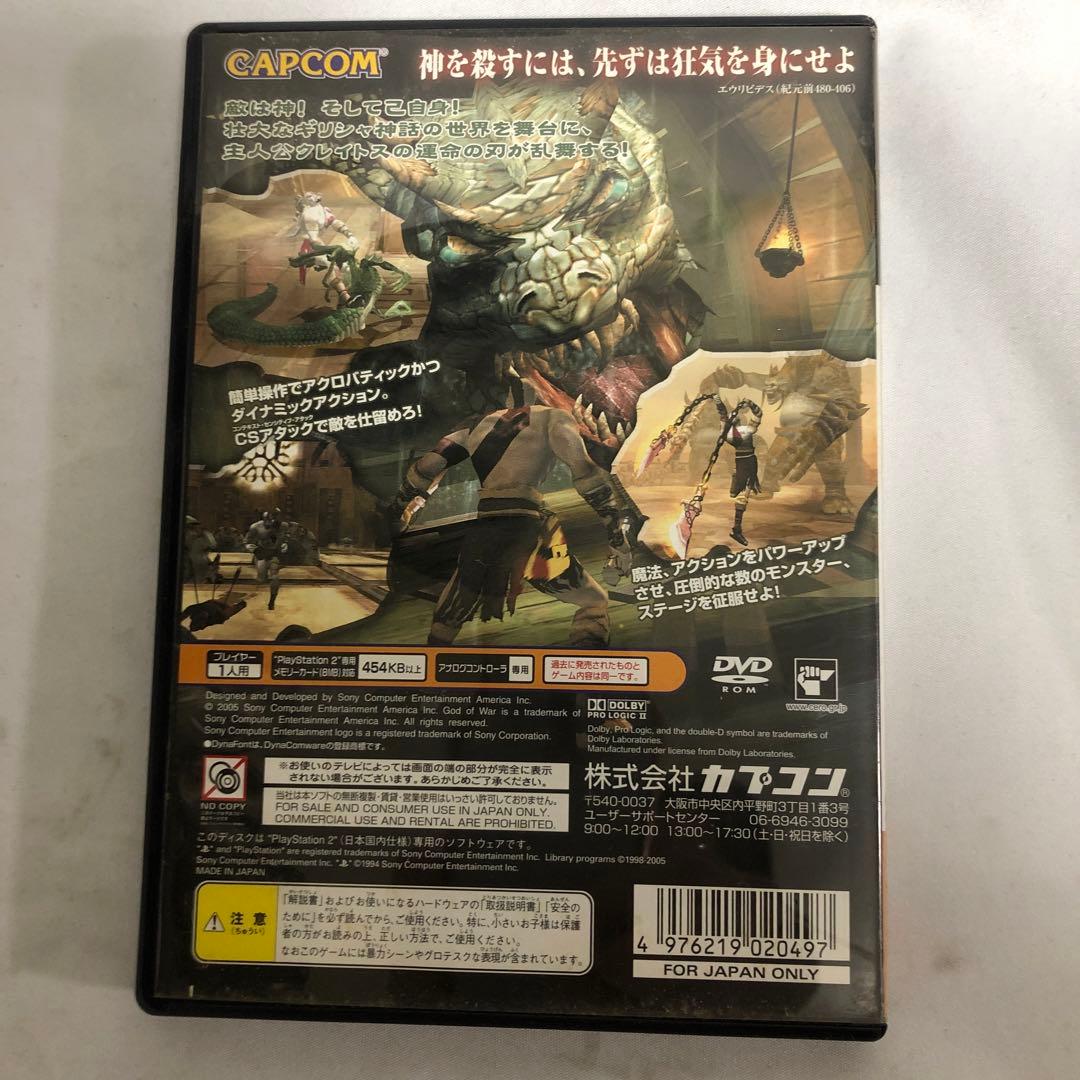 CAPCOM®
神を殺すには、先ずは狂気を身にせよ
エウリピデス(紀元前480-406)
敵は神! そして己自身!
壮大なギリシャ神話の世界を舞台に、
主人公クレイトスの運命の刃が乱舞する!
簡単操作でアクロバティックかつ
ダイナミックアクション。
コンテキスト・センシティブ・アタック
CSアタックで敵を仕留めろ!
魔法、アクションをパワーアップ
させ、圧倒的な数のモンスター、
ステージを征服せよ!
プレイヤー
1人用
"PlayStation 2"専用
メモリーカード(8MB)対応
454KB以上
アナログコントローラ 専用
過去に発売されたものと
ゲーム内容は同一です。
DVD
ROM
www.cero.gr.jp
Designed and Developed by Sony Computer Entertainment America Inc.
© 2005 Sony Computer Entertainment America Inc. God of War is a trademark of
Sony Computer Entertainment America Inc. All rights reserved.
Sony Computer Entertainment logo is a registered trademark of Sony Corporation.
●DynaFontは、DynaComwareの登録商標です。
DOLBY
PRO LOGIC II
Dolby, Pro Logic, and the double-D symbol are trademarks of
Dolby Laboratories.
Manufactured under license from Dolby Laboratories.
NO COPY
※お使いのテレビによっては画面の端の部分が完全に表示
されない場合がございます。あらかじめご了承ください。
当社は本ソフトの無断複製・賃貸・営業使用はいっさい許可しておりません。
FOR SALE AND CONSUMER USE IN JAPAN ONLY.
COMMERCIAL USE AND RENTAL ARE PROHIBITED.
株式会社カプコン®
〒540-0037 大阪市中央区内平野町3丁目1番3号
ユーザーサポートセンター 06-6946-3099
9:00~12:00 13:00~17:30(土・日・祝日を除く)
このディスクは "PlayStation 2"(日本国内仕様)専用のソフトウェアです。
" " and "PlayStation" are registered trademarks of Sony Computer Entertainment Inc. Library programs ©1998-2005
Sony Computer Entertainment Inc. " " ©1994 Sony Computer Entertainment Inc.
MADE IN JAPAN
注意
(ちゅうい)
「解説書」およびお使いになるハードウェアの「取扱説明書」「安全の
ために」を必ず読んでから、ご使用ください。特に、小さいお子様は保護
者の方がお読みの上、正しい方法で、ご使用ください。
なおこのゲームには暴力シーンやグロテスクな表現が含まれています。
4 976219 020497
FOR JAPAN ONLY